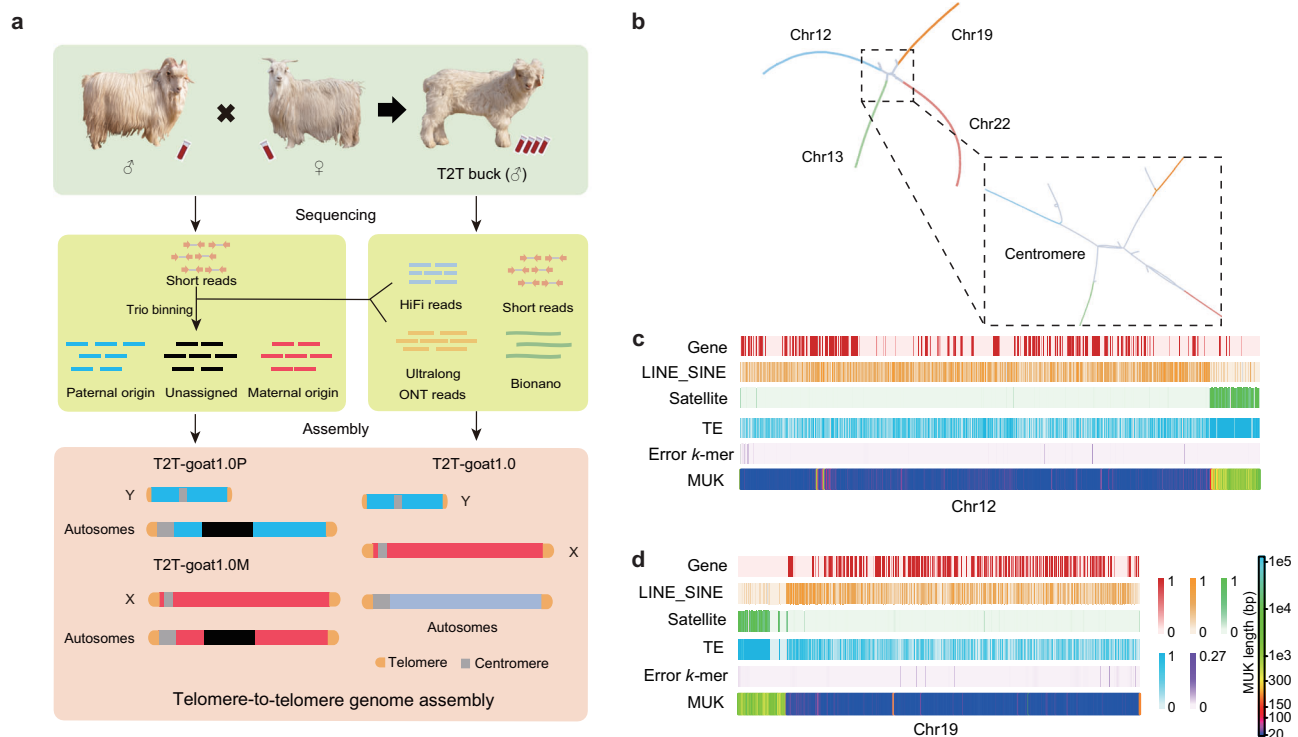 a
♂
♀
T2T buck (♂)
Sequencing
Short reads
Trio binning
HiFi reads
Short reads
Paternal origin
Unassigned
Maternal origin
Ultralong
ONT reads
Bionano
Assembly
T2T-goat1.0P
T2T-goat1.0
Y
Y
Autosomes
X
T2T-goat1.0M
X
Autosomes
Autosomes
Telomere
Centromere
Telomere-to-telomere genome assembly
b
Chr12
Chr19
Chr22
Chr13
Centromere
c
Gene
LINE_SINE
Satellite
TE
Error k-mer
MUK
Chr12
d
Gene
LINE_SINE
Satellite
TE
Error k-mer
MUK
Chr19
1 1 1
0 0 0
1 0.27
0 0
MUK length (bp)
1e5
1e4
1e3
300
150
100
20